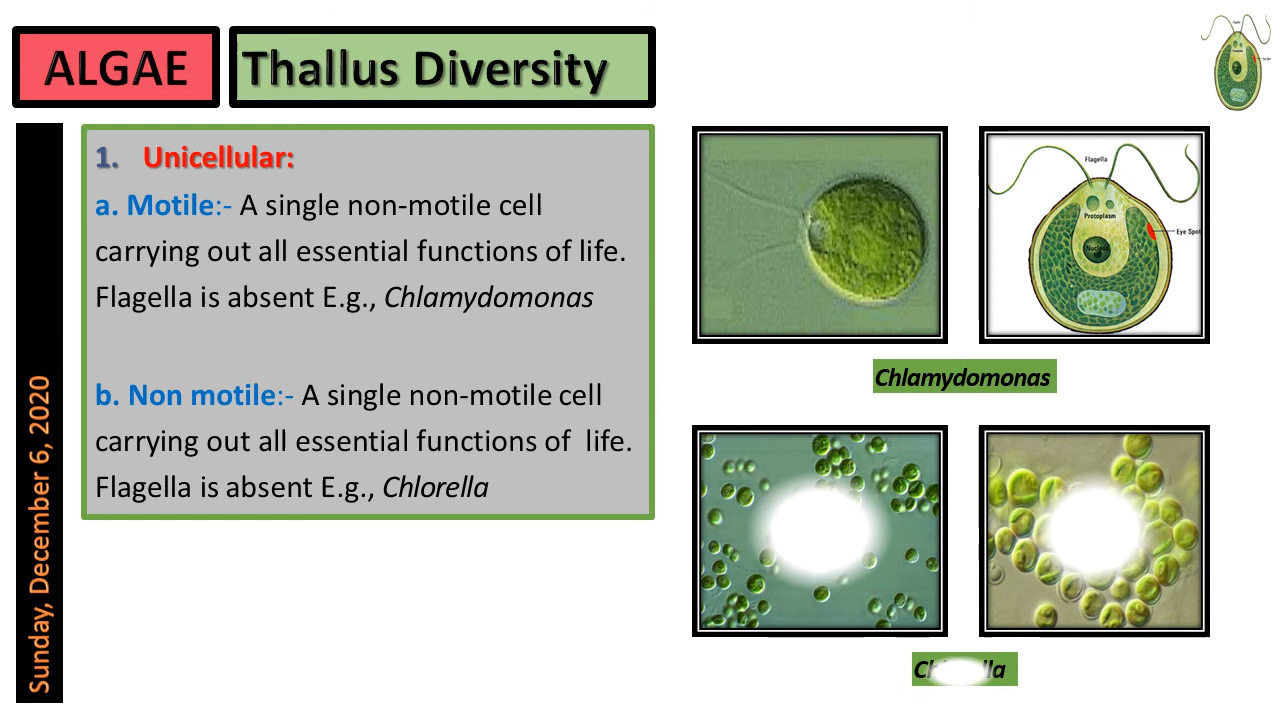 ALGAE
Thallus Diversity
Sunday, December 6, 2020
1. Unicellular:
a. Motile:- A single non-motile cell
carrying out all essential functions of life.
Flagella is absent E.g., Chlamydomonas
b. Non motile:- A single non-motile cell
carrying out all essential functions of life.
Flagella is absent E.g., Chlorella
Flagella
Protoplasm
Eye Spot
Nucleus
Chlamydomonas